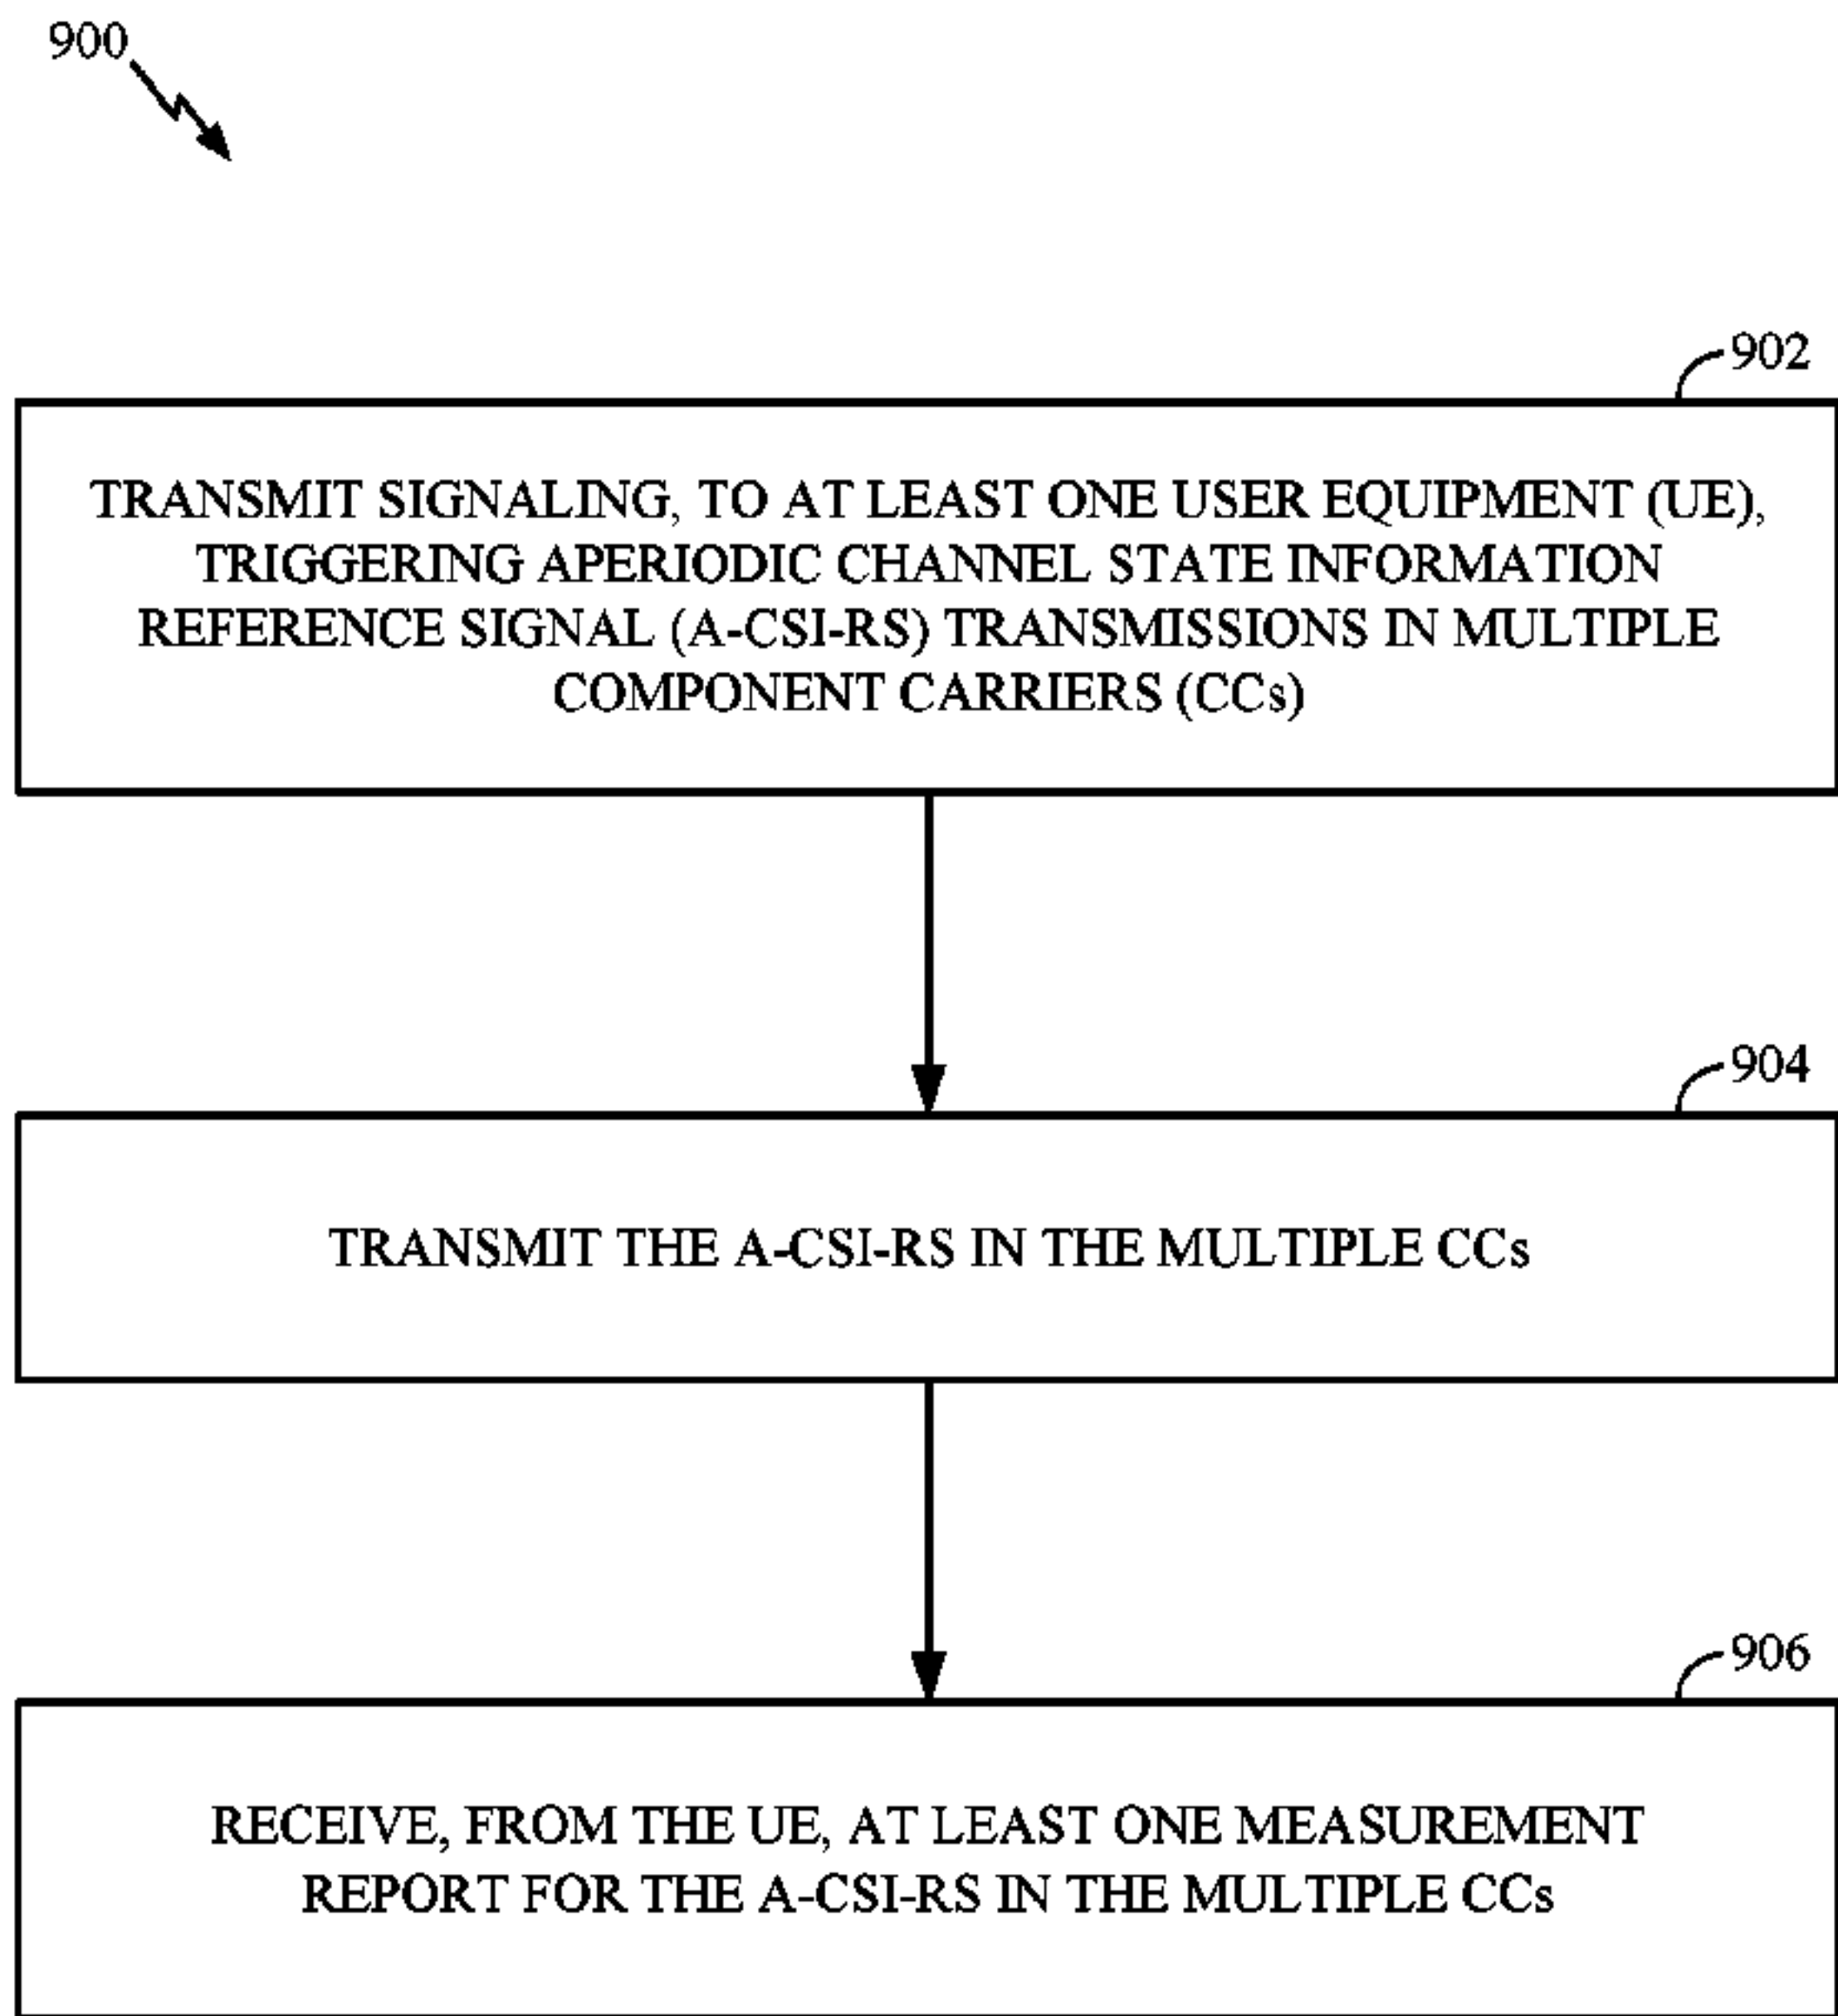 900
902
TRANSMIT SIGNALING, TO AT LEAST ONE USER EQUIPMENT (UE),
TRIGGERING APERIODIC CHANNEL STATE INFORMATION
REFERENCE SIGNAL (A-CSI-RS) TRANSMISSIONS IN MULTIPLE
COMPONENT CARRIERS (CCs)
904
TRANSMIT THE A-CSI-RS IN THE MULTIPLE CCs
906
RECEIVE, FROM THE UE, AT LEAST ONE MEASUREMENT
REPORT FOR THE A-CSI-RS IN THE MULTIPLE CCs